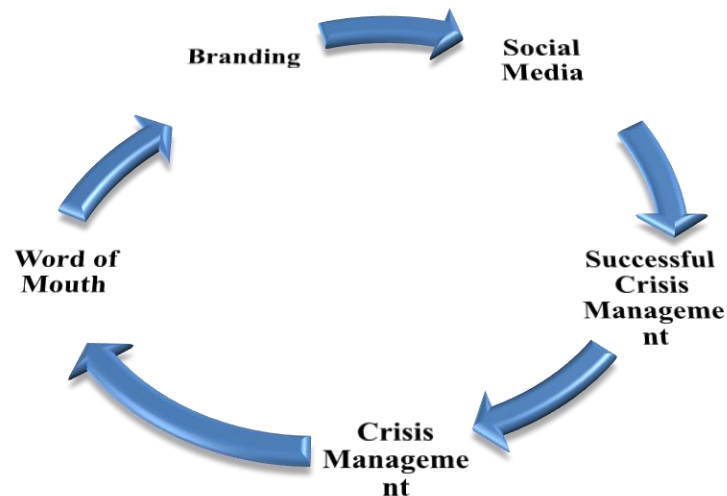 Branding
Social
Media
Successful
Crisis
Manageme
nt
Crisis
Manageme
nt
Word of
Mouth